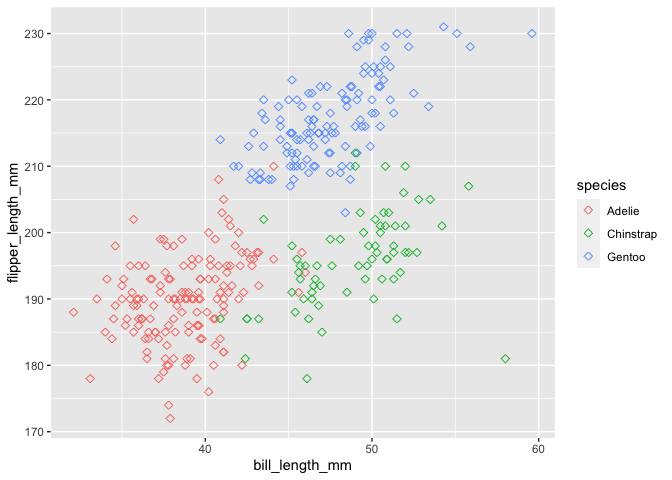 230
220
210
200
190
180
170
flipper_length_mm
40
50
60
bill_length_mm
species
Adelie
Chinstrap
Gentoo